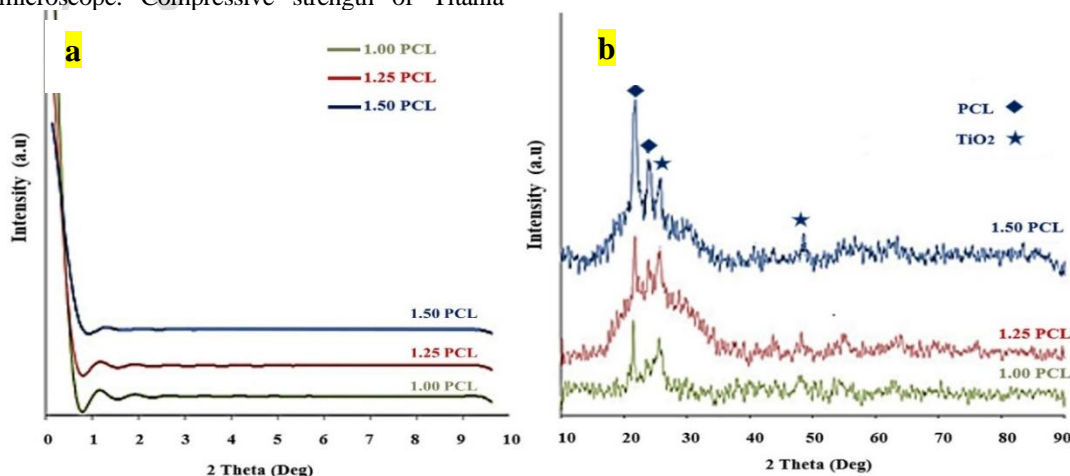 microscope. Compressive strength of Titania
a
1.00 PCL
1.25 PCL
1.50 PCL
Intensity (a.u)
1.50 PCL
1.25 PCL
1.00 PCL
0 1 2 3 4 5 6 7 8 9 10
2 Theta (Deg)
b
PCL
TiO2
Intensity (a.u)
1.50 PCL
1.25 PCL
1.00 PCL
10 20 30 40 50 60 70 80 90
2 Theta (Deg)